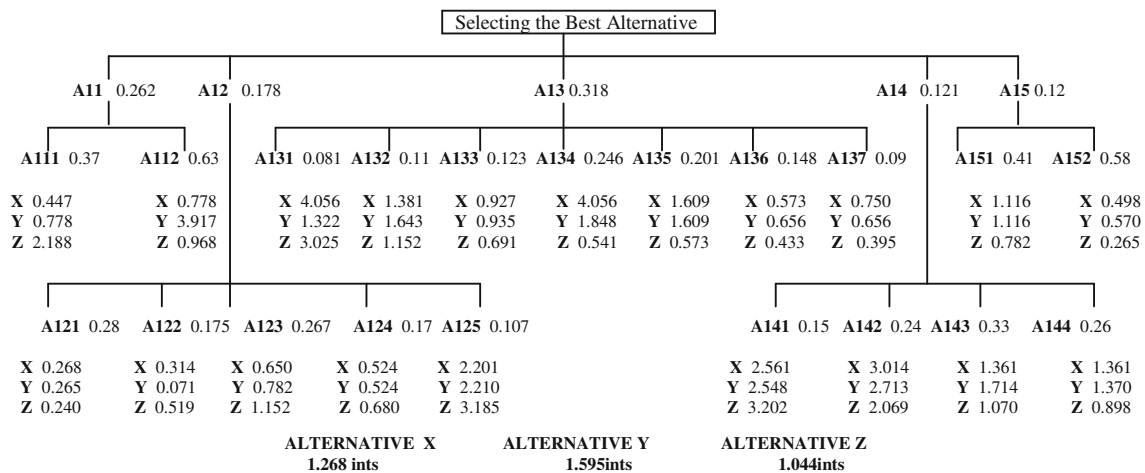 Selecting the Best Alternative
A11 0.262 A12 0.178 A13 0.318 A14 0.121 A15 0.12
A111 0.37 A112 0.63 A131 0.081 A132 0.11 A133 0.123 A134 0.246 A135 0.201 A136 0.148 A137 0.09 A151 0.41 A152 0.58
X 0.447 X 0.778 X 4.056 X 1.381 X 0.927 X 4.056 X 1.609 X 0.573 X 0.750 X 1.116 X 0.498
Y 0.778 Y 3.917 Y 1.322 Y 1.643 Y 0.935 Y 1.848 Y 1.609 Y 0.656 Y 0.656 Y 1.116 Y 0.570
Z 2.188 Z 0.968 Z 3.025 Z 1.152 Z 0.691 Z 0.541 Z 0.573 Z 0.433 Z 0.395 Z 0.782 Z 0.265
A121 0.28 A122 0.175 A123 0.267 A124 0.17 A125 0.107 A141 0.15 A142 0.24 A143 0.33 A144 0.26
X 0.268 X 0.314 X 0.650 X 0.524 X 2.201 X 2.561 X 3.014 X 1.361 X 1.361
Y 0.265 Y 0.071 Y 0.782 Y 0.524 Y 2.210 Y 2.548 Y 2.713 Y 1.714 Y 1.370
Z 0.240 Z 0.519 Z 1.152 Z 0.680 Z 3.185 Z 3.202 Z 2.069 Z 1.070 Z 0.898
ALTERNATIVE X ALTERNATIVE Y ALTERNATIVE Z
1.268 ints 1.595ints 1.044ints